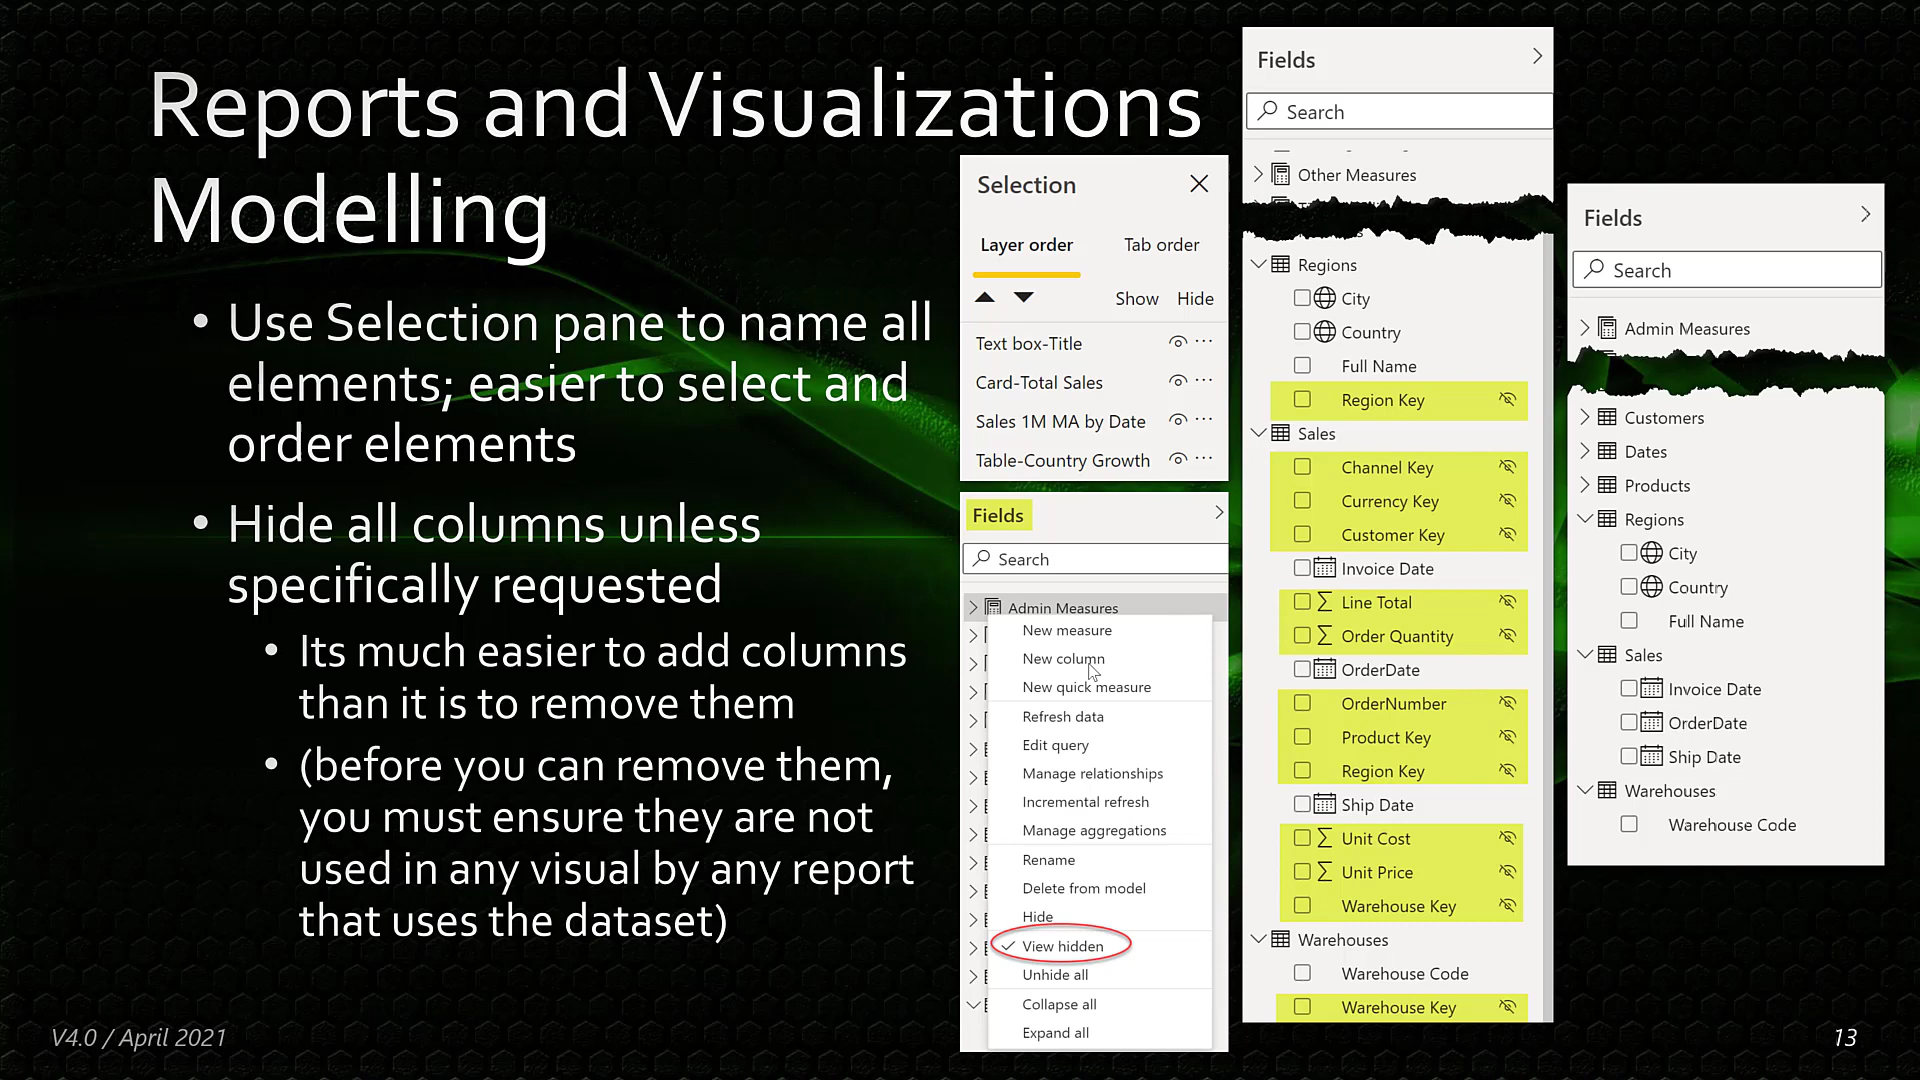 Reports and Visualizations
Modelling
• Use Selection pane to name all
elements; easier to select and
order elements
• Hide all columns unless
specifically requested
• Its much easier to add columns
than it is to remove them
• (before you can remove them,
you must ensure they are not
used in any visual by any report
that uses the dataset)
Selection
Layer order Tab order
Show Hide
Text box-Title
Card-Total Sales
Sales 1M MA by Date
Table-Country Growth
Fields
Search
Admin Measures
New measure
New column
New quick measure
Refresh data
Edit query
Manage relationships
Incremental refresh
Manage aggregations
Rename
Delete from model
Hide
View hidden
Unhide all
Collapse all
Expand all
Fields
Search
Other Measures
Regions
City
Country
Full Name
Region Key
Sales
Channel Key
Currency Key
Customer Key
Invoice Date
Line Total
Order Quantity
OrderDate
OrderNumber
Product Key
Region Key
Ship Date
Unit Cost
Unit Price
Warehouse Key
Warehouses
Warehouse Code
Warehouse Key
Fields
Search
Admin Measures
Customers
Dates
Products
Regions
City
Country
Full Name
Sales
Invoice Date
OrderDate
Ship Date
Warehouses
Warehouse Code
V4.0 / April 2021
13